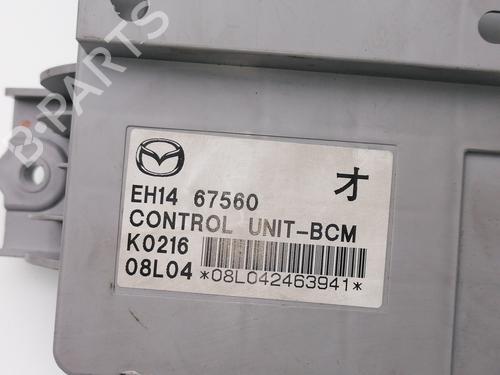 B-PARTS
EH14 67560 オ
CONTROL UNIT-BCM
K0216
08L04 *08L042463941*